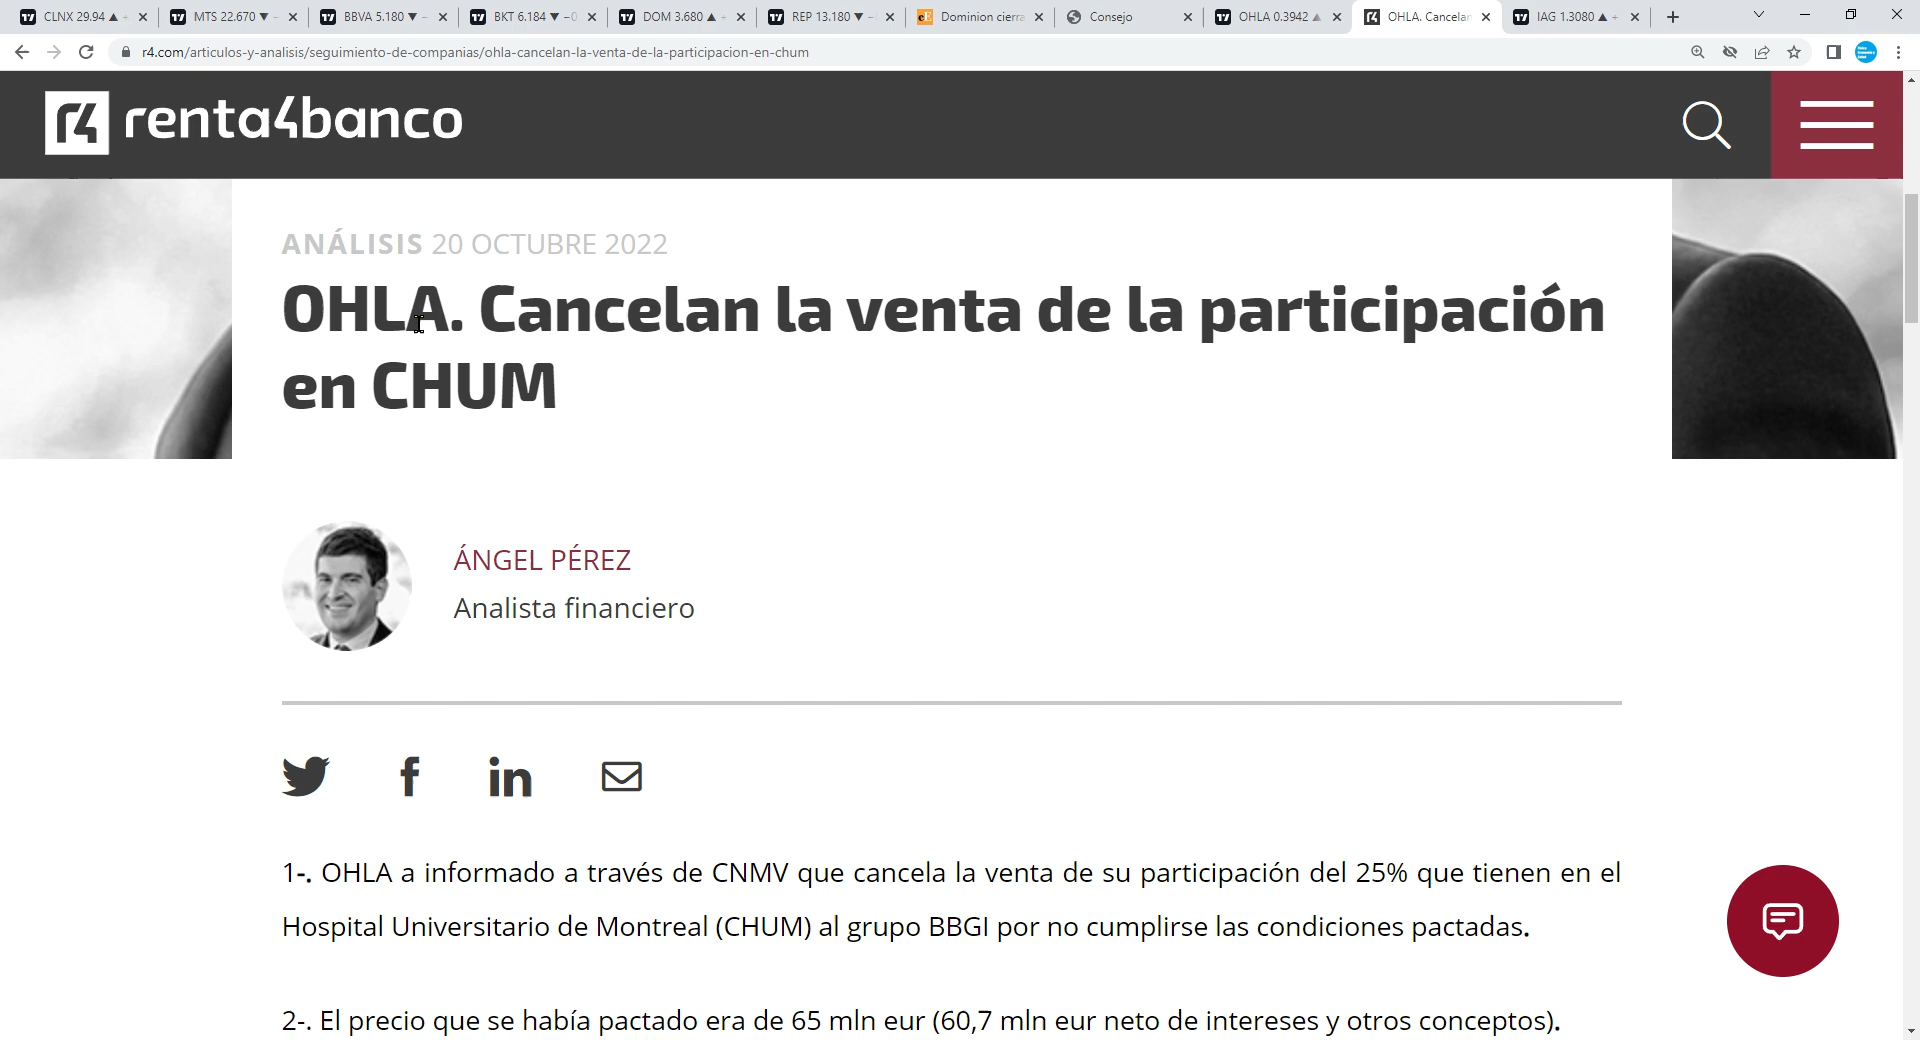 CLNX 29.94 ▲
MTS 22.670 ▼ −
BBVA 5.180 ▼ −
BKT 6.184 ▼ −0
DOM 3.680 ▲
REP 13.180 ▼ −
Dominion cierra
Consejo
OHLA 0.3942 ▲
OHLA. Cancelan
IAG 1.3080 ▲ +
r4.com/articulos-y-analisis/seguimiento-de-companias/ohla-cancelan-la-venta-de-la-participacion-en-chum
r4 renta4banco
ANÁLISIS 20 OCTUBRE 2022
OHLA. Cancelan la venta de la participación
en CHUM
ÁNGEL PÉREZ
Analista financiero
1-. OHLA a informado a través de CNMV que cancela la venta de su participación del 25% que tienen en el
Hospital Universitario de Montreal (CHUM) al grupo BBGI por no cumplirse las condiciones pactadas.
2-. El precio que se había pactado era de 65 mln eur (60,7 mln eur neto de intereses y otros conceptos).